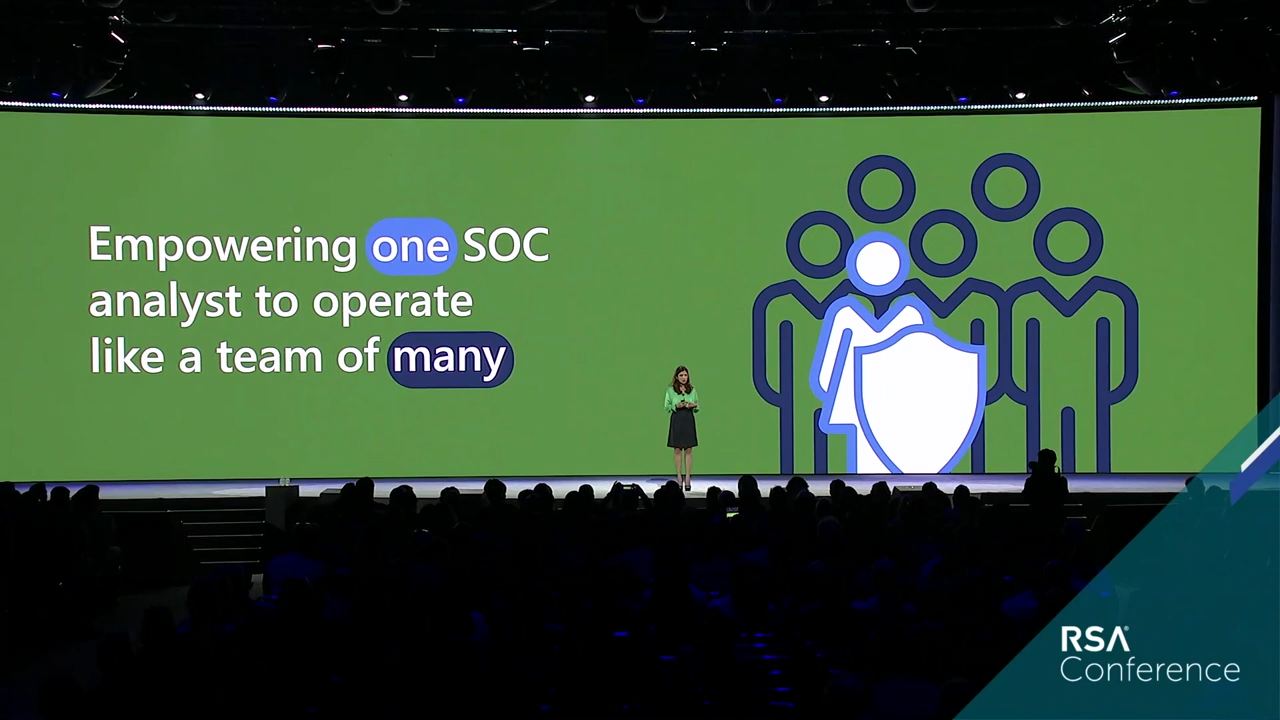 Empowering one SOC
analyst to operate
like a team of many
RSA®
Conference